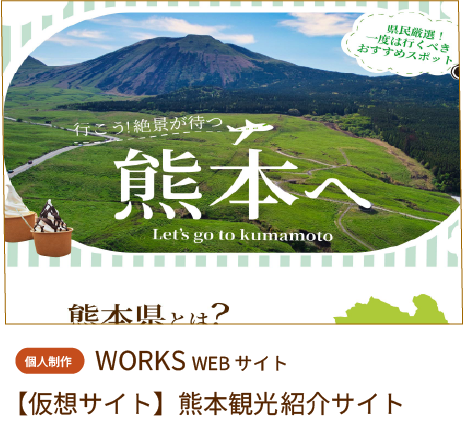 県民厳選！
一度は行くべき
おすすめスポット
行こう！絶景が待つ
熊本へ
Let's go to kumamoto
熊本県とは？
個人制作 WORKS WEB サイト
【仮想サイト】熊本観光紹介サイト